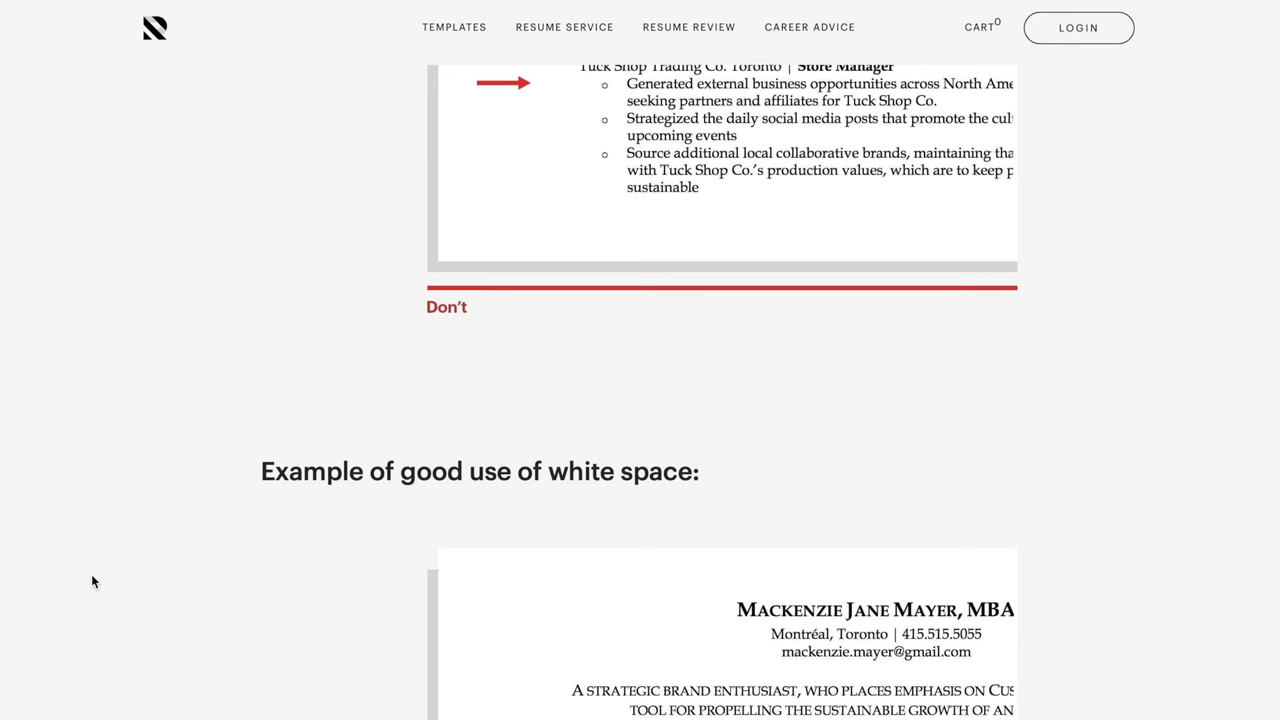 TEMPLATES RESUME SERVICE RESUME REVIEW CAREER ADVICE CART0 LOGIN
Tuck Shop Trading Co. Toronto | Store Manager
Generated external business opportunities across North Ame
seeking partners and affiliates for Tuck Shop Co.
Strategized the daily social media posts that promote the cul
upcoming events
Source additional local collaborative brands, maintaining tha
with Tuck Shop Co.'s production values, which are to keep p
sustainable
Don't
Example of good use of white space:
MACKENZIE JANE MAYER, MBA
Montréal, Toronto | 415.515.5055
mackenzie.mayer@gmail.com
A STRATEGIC BRAND ENTHUSIAST, WHO PLACES EMPHASIS ON CUS
TOOL FOR PROPELLING THE SUSTAINABLE GROWTH OF AN